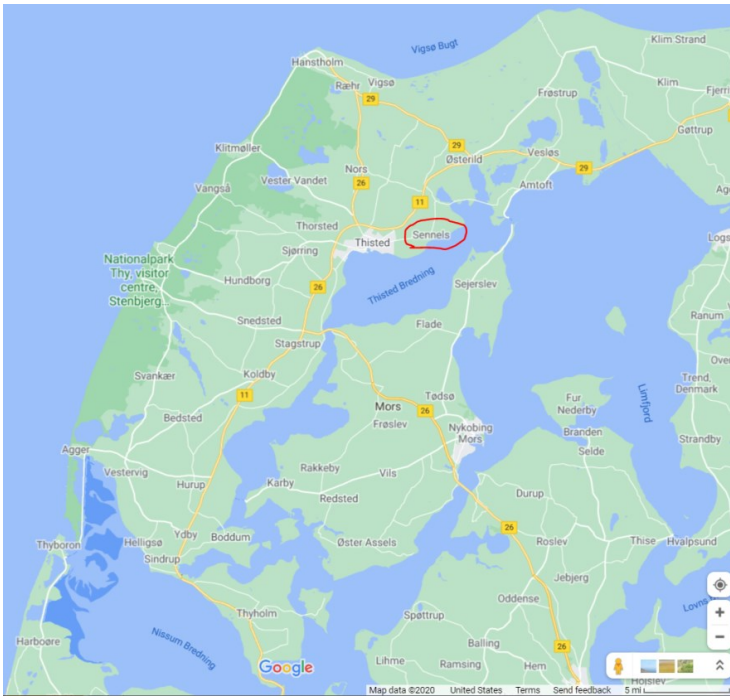 Klim Strand
Vigsø Bugt
Hanstholm
Ræhr
Vigsø
Klim
29
Frøstrup
Fjerri
Gøttrup
Klitmøller
29
Østerild
Vesløs
29
Nors
26
Vester Vandet
Vangså
Amtoft
11
Thorsted
Sennels
Thisted
Logs
Sjørring
Nationalpark
Thy, visitor
centre,
Stenbjerg...
Hundborg
26
Thisted Bredning
Sejerslev
Snedsted
Flade
Ranum
Stagstrup
Svankær
Koldby
11
Trend,
Denmark
Limfjord
Mors
Tødsø
26
Fur
Nederby
Bedsted
Frøslev
Nykobing
Mors
Branden
Selde
Strandby
Agger
Vestervig
Rakkeby
Vils
Hurup
Karby
Redsted
Durup
26
Thyboron
Helligsø
Ydby
Boddum
Øster Assels
Roslev
Thise
Hvalpsund
Sindrup
Jebjerg
Thyholm
Oddense
Spøttrup
Harboøre
Nissum Bredning
Balling
26
Google
Lihme
Ramsing
Hem
Map data ©2020
United States
Terms
Send feedback
5 mi